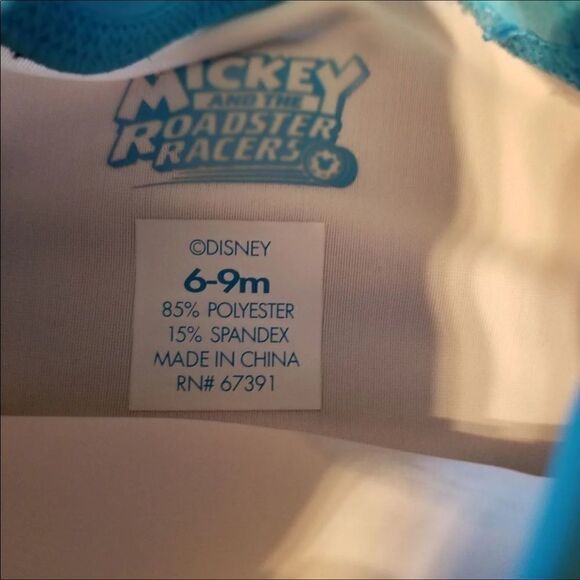 MICKEY
AND THE
ROADSTER
RACERS
©DISNEY
6-9m
85% POLYESTER
15% SPANDEX
MADE IN CHINA
RN# 67391